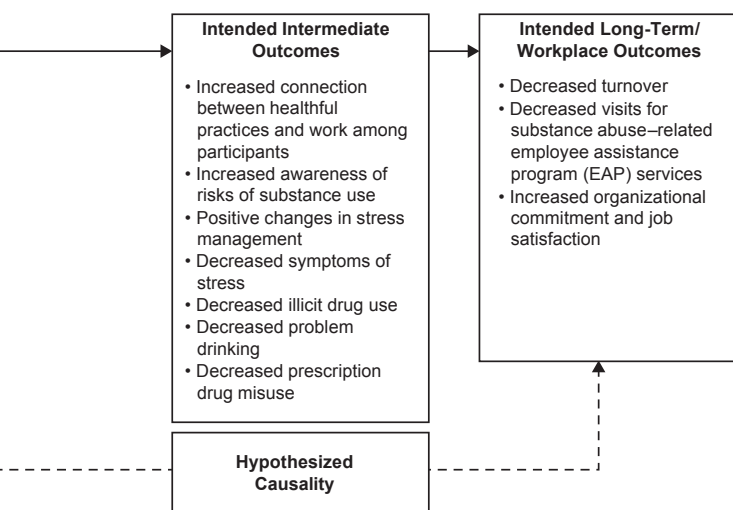 Intended Intermediate
Outcomes
• Increased connection
between healthful
practices and work among
participants
• Increased awareness of
risks of substance use
• Positive changes in stress
management
• Decreased symptoms of
stress
• Decreased illicit drug use
• Decreased problem
drinking
• Decreased prescription
drug misuse
Intended Long-Term/
Workplace Outcomes
• Decreased turnover
• Decreased visits for
substance abuse–related
employee assistance
program (EAP) services
• Increased organizational
commitment and job
satisfaction
Hypothesized
Causality